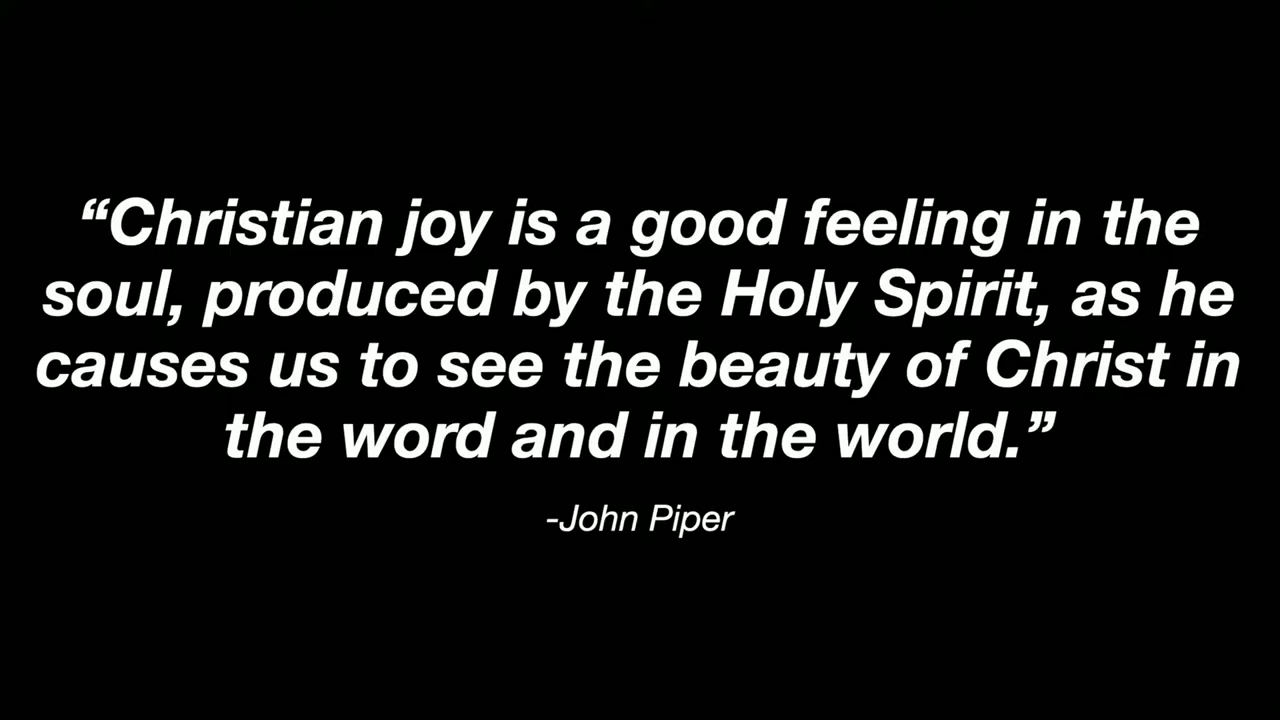 “Christian joy is a good feeling in the
soul, produced by the Holy Spirit, as he
causes us to see the beauty of Christ in
the word and in the world.”
-John Piper